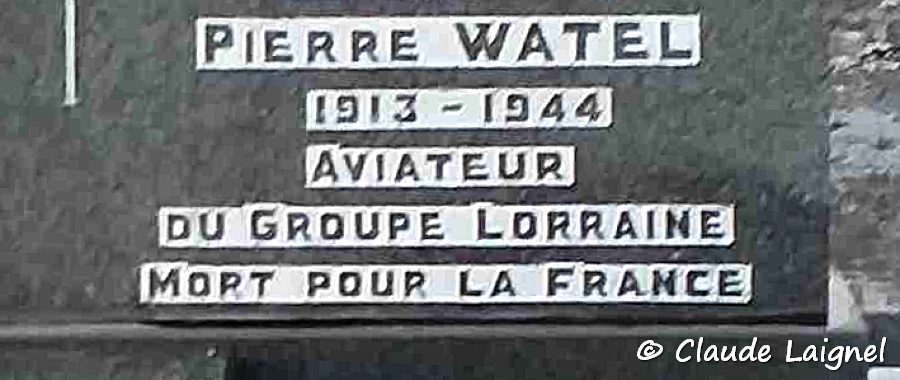 PIERRE WATEL
1913 - 1944
AVIATEUR
DU GROUPE LORRAINE
MORT POUR LA FRANCE
© Claude Laignel